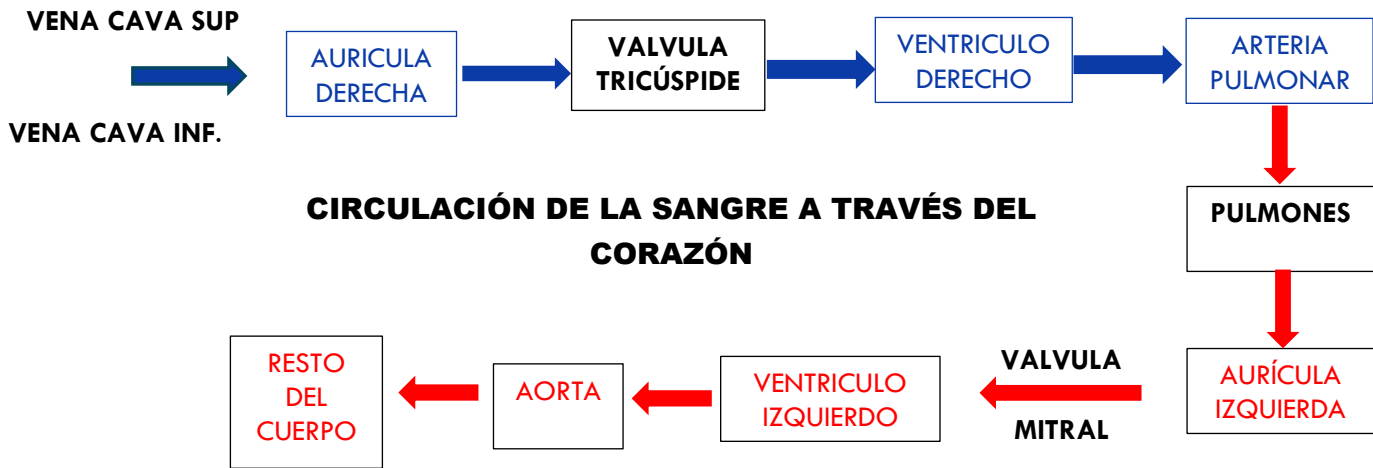 VENA CAVA SUP
VENA CAVA INF.
AURICULA
DERECHA
VALVULA
TRICÚSPIDE
VENTRICULO
DERECHO
ARTERIA
PULMONAR
CIRCULACIÓN DE LA SANGRE A TRAVÉS DEL
CORAZÓN
PULMONES
AURÍCULA
IZQUIERDA
VALVULA
MITRAL
VENTRICULO
IZQUIERDO
AORTA
RESTO
DEL
CUERPO